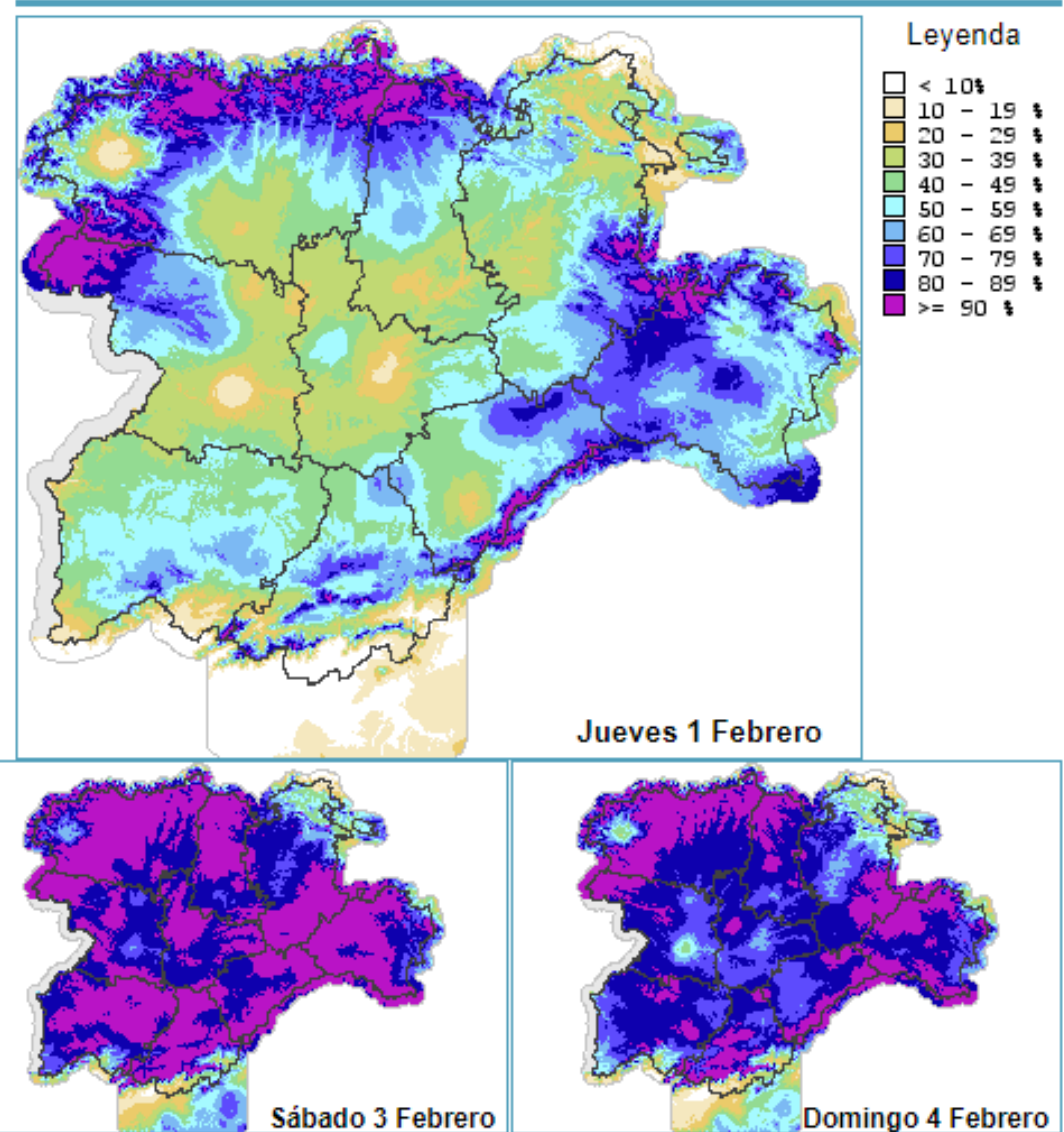 Leyenda
< 10%
10 - 19 %
20 - 29 %
30 - 39 %
40 - 49 %
50 - 59 %
60 - 69 %
70 - 79 %
80 - 89 %
>= 90 %
Jueves 1 Febrero
Sábado 3 Febrero
Domingo 4 Febrero